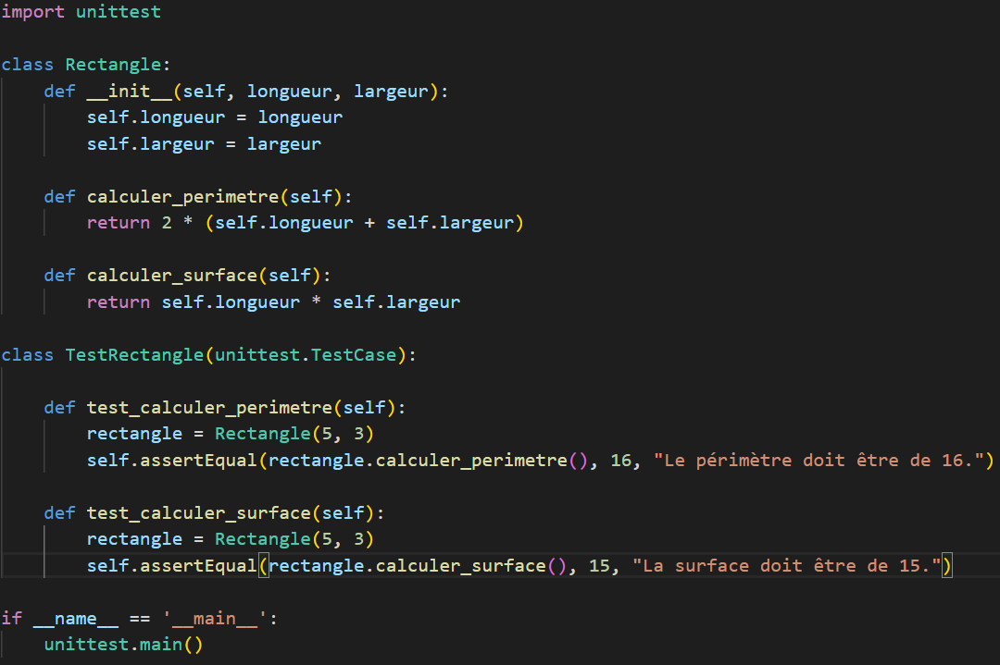 import unittest
class Rectangle:
def __init__(self, longueur, largeur):
self.longueur = longueur
self.largeur = largeur
def calculer_perimetre(self):
return 2 * (self.longueur + self.largeur)
def calculer_surface(self):
return self.longueur * self.largeur
class TestRectangle(unittest.TestCase):
def test_calculer_perimetre(self):
rectangle = Rectangle(5, 3)
self.assertEqual(rectangle.calculer_perimetre(), 16, "Le périmètre doit être de 16.")
def test_calculer_surface(self):
rectangle = Rectangle(5, 3)
self.assertEqual(rectangle.calculer_surface(), 15, "La surface doit être de 15.")
if __name__ == '__main__':
unittest.main()